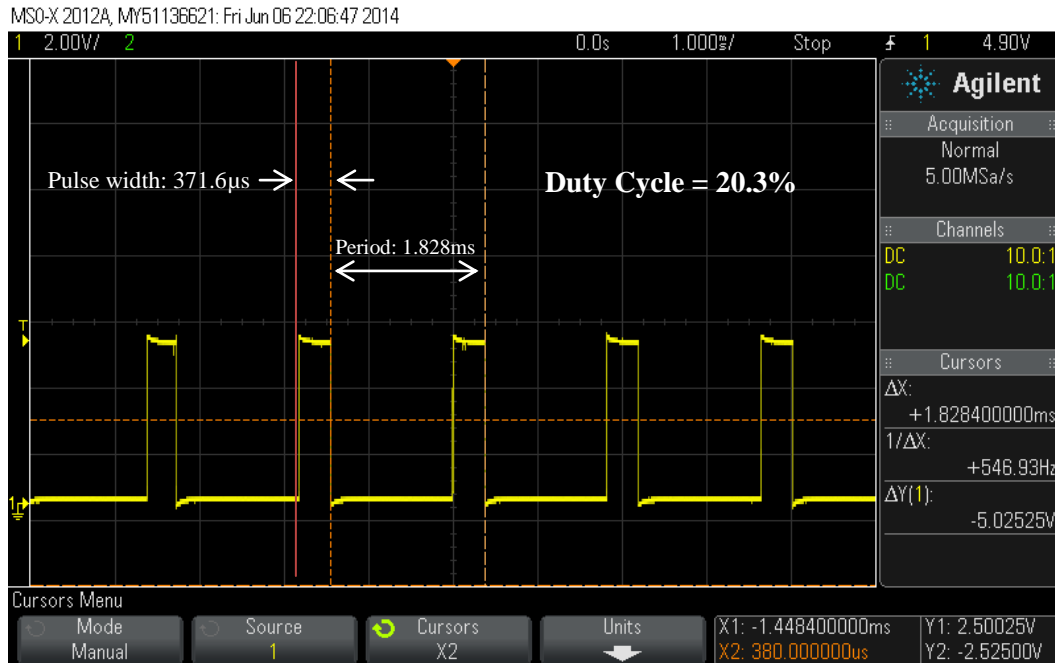 MSO-X 2012A, MY51136621: Fri Jun 06 22:06:47 2014
1 2.00V/ 2 0.0s 1.000ms/ Stop 1 4.90V
Agilent
Acquisition
Normal
5.00MSa/s
Channels
DC 10.0:1
DC 10.0:1
Cursors
ΔX:
+1.828400000ms
1/ΔX:
+546.93Hz
ΔY(1):
-5.02525V
Pulse width: 371.6µs
Duty Cycle = 20.3%
Period: 1.828ms
T
1
Cursors Menu
Mode
Manual
Source
1
Cursors
X2
Units
X1: -1.448400000ms
X2: 380.000000us
Y1: 2.50025V
Y2: -2.52500V